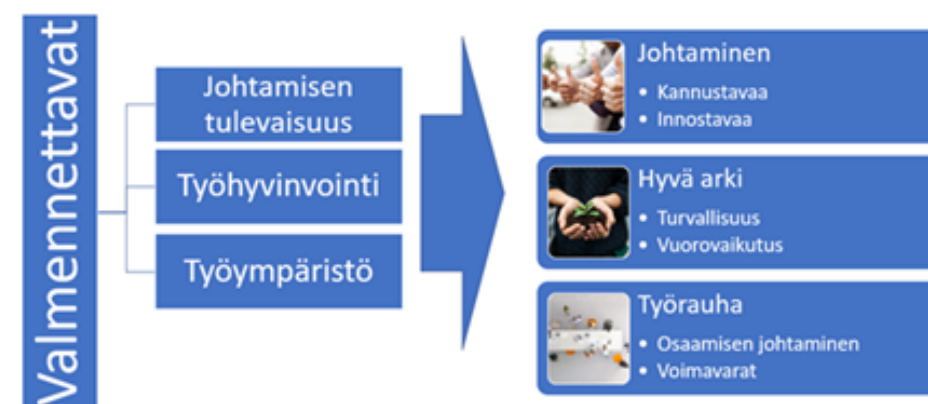 Valmennettavat
Johtamisen
tulevaisuus
Työhyvinvointi
Työympäristö
Johtaminen
• Kannustavaa
• Innostavaa
Hyvä arki
• Turvallisuus
• Vuorovaikutus
Työrauha
• Osaamisen johtaminen
• Voimavarat